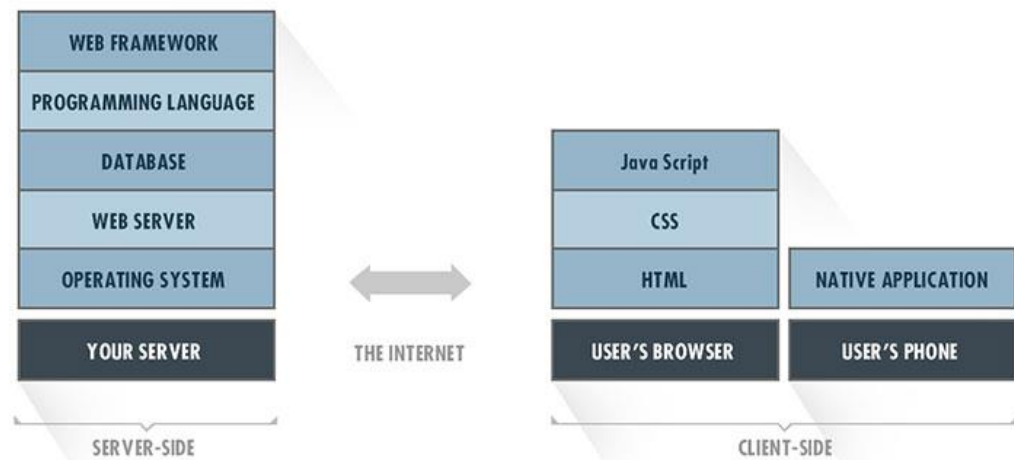 WEB FRAMEWORK
PROGRAMMING LANGUAGE
DATABASE
WEB SERVER
OPERATING SYSTEM
YOUR SERVER
SERVER-SIDE
THE INTERNET
Java Script
CSS
HTML
USER'S BROWSER
NATIVE APPLICATION
USER'S PHONE
CLIENT-SIDE